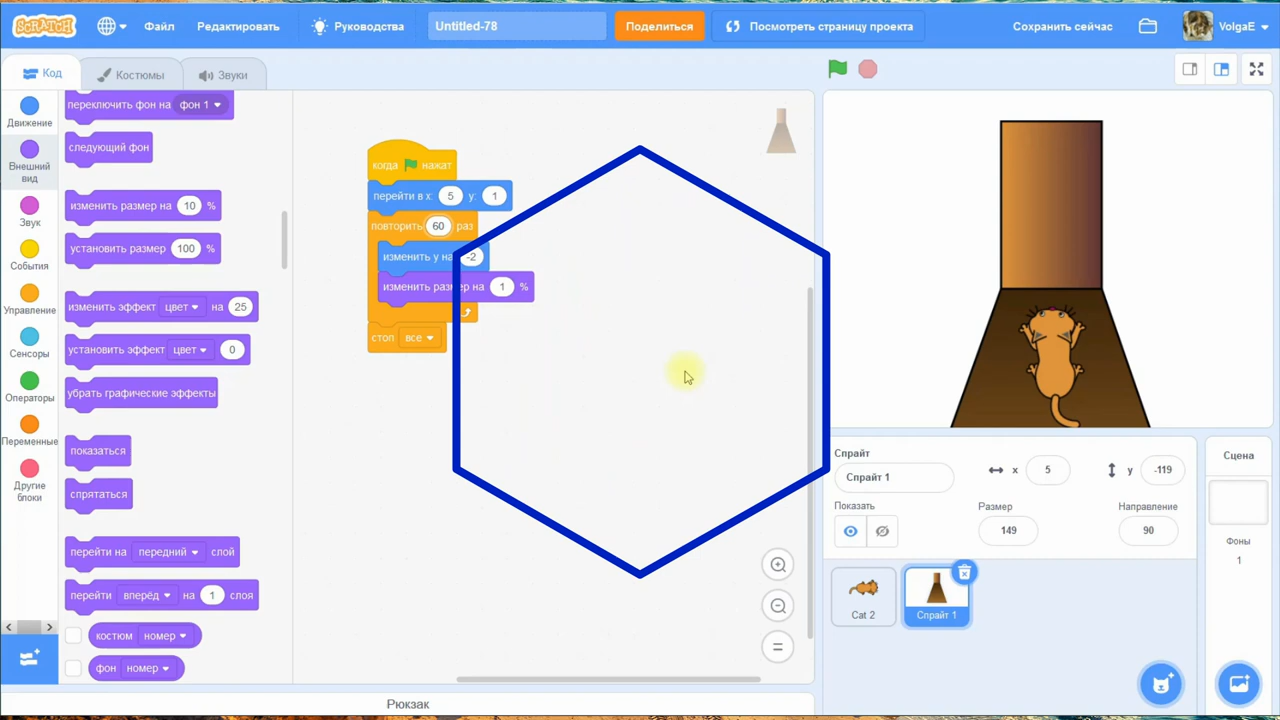 SCRATCH
Файл
Редактировать
Руководства
Untitled-78
Поделиться
Посмотреть страницу проекта
Сохранить сейчас
VolgaE
Код
Костюмы
Звуки
Движение
Внешний
вид
Звук
События
Управление
Сенсоры
Операторы
Переменные
Другие
блоки
переключить фон на фон 1
следующий фон
изменить размер на 10 %
установить размер 100 %
изменить эффект цвет на 25
установить эффект цвет 0
убрать графические эффекты
показаться
спрятаться
перейти на передний слой
перейти вперёд на 1 слоя
костюм номер
фон номер
когда нажат
перейти в x: 5 y: 1
повторить 60 раз
изменить y на -2
изменить размер на 1 %
стоп все
Спрайт
Спрайт 1
x 5
y -119
Показать
Размер
149
Направление
90
Cat 2
Спрайт 1
Сцена
Фоны
1
Рюкзак